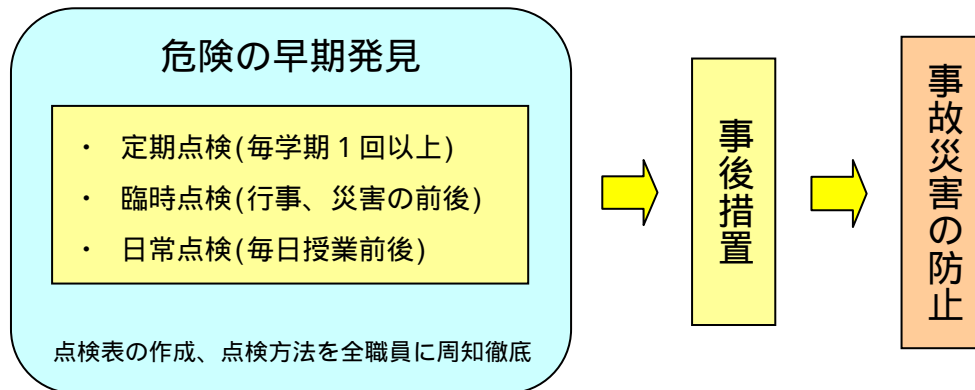 危険の早期発見
・ 定期点検(毎学期１回以上)
・ 臨時点検(行事、災害の前後)
・ 日常点検(毎日授業前後)
点検表の作成、点検方法を全職員に周知徹底
事後措置
事故災害の防止